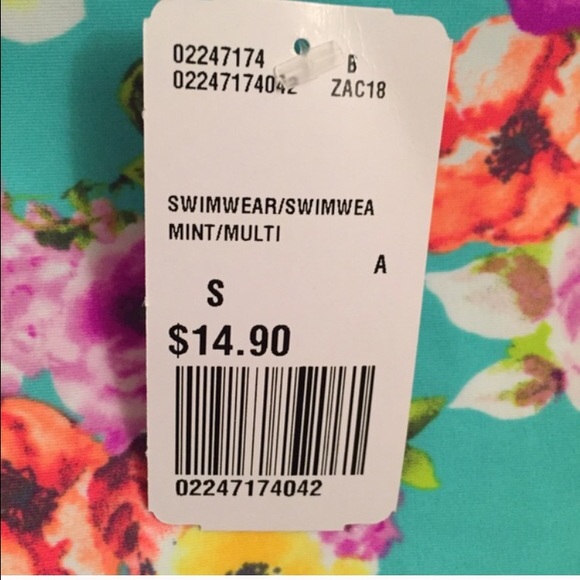 02247174 B
02247174042 ZAC18
SWIMWEAR/SWIMWEA
MINT/MULTI
A
S
$14.90
02247174042